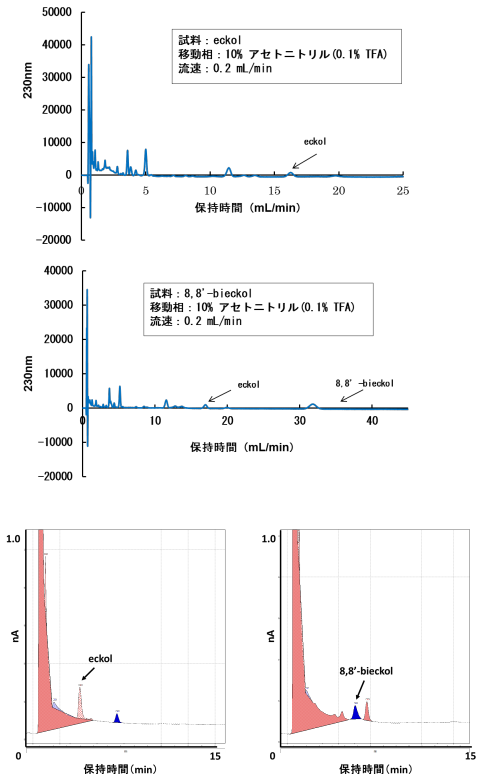 50000
40000
30000
20000
10000
0
−10000
−20000
230nm
試料：eckol
移動相：10% アセトニトリル(0.1% TFA)
流速：0.2 mL/min
eckol
0 5 10 15 20 25
保持時間（mL/min）
40000
30000
20000
10000
0
−10000
−20000
230nm
試料：8,8'-bieckol
移動相：10% アセトニトリル(0.1% TFA)
流速：0.2 mL/min
eckol
8,8’ -bieckol
0 10 20 30 40
保持時間（mL/min）
1.0
nA
eckol
0 15
保持時間(min)
1.0
nA
8,8’-bieckol
0 15
保持時間(min)